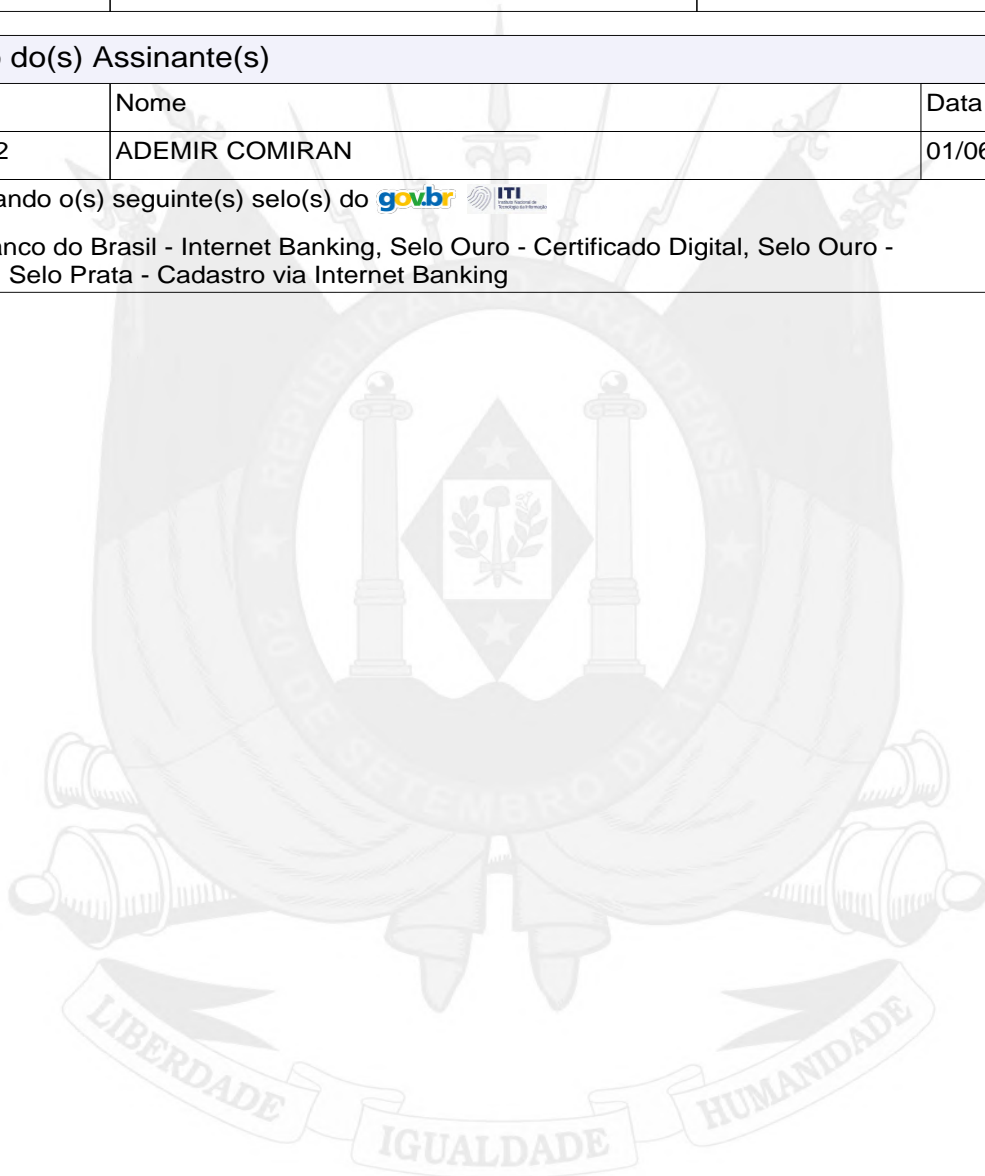 do(s) Assinante(s)
Nome Data
2 ADEMIR COMIRAN 01/06
ando o(s) seguinte(s) selo(s) do gov.br ITI
anco do Brasil - Internet Banking, Selo Ouro - Certificado Digital, Selo Ouro -
Selo Prata - Cadastro via Internet Banking
REPUBLICA RIO GRANDENSE
20 DE SETEMBRO DE 1835
LIBERDADE IGUALDADE HUMANIDADE